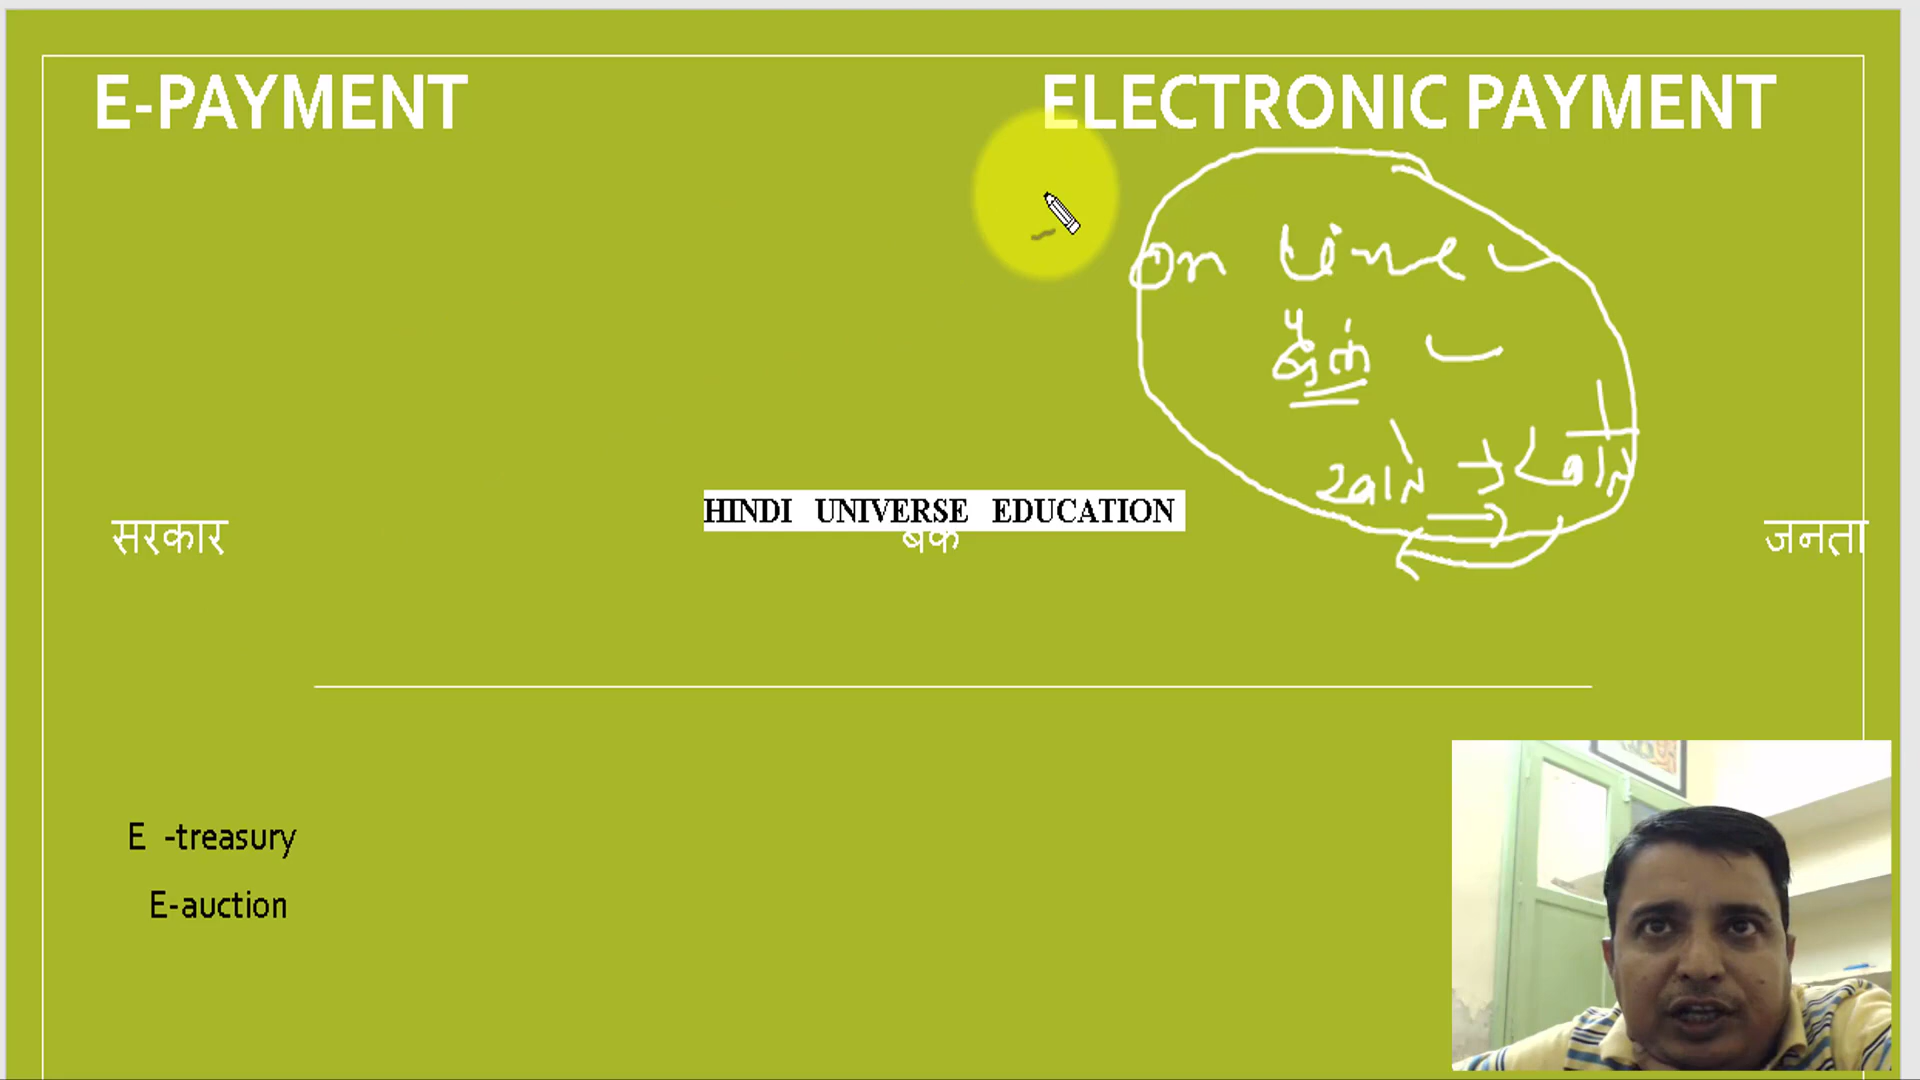 E-PAYMENT ELECTRONIC PAYMENT
on line
बैंक
HINDI UNIVERSE EDUCATION
सरकार बैंक जनता
E -treasury
E-auction